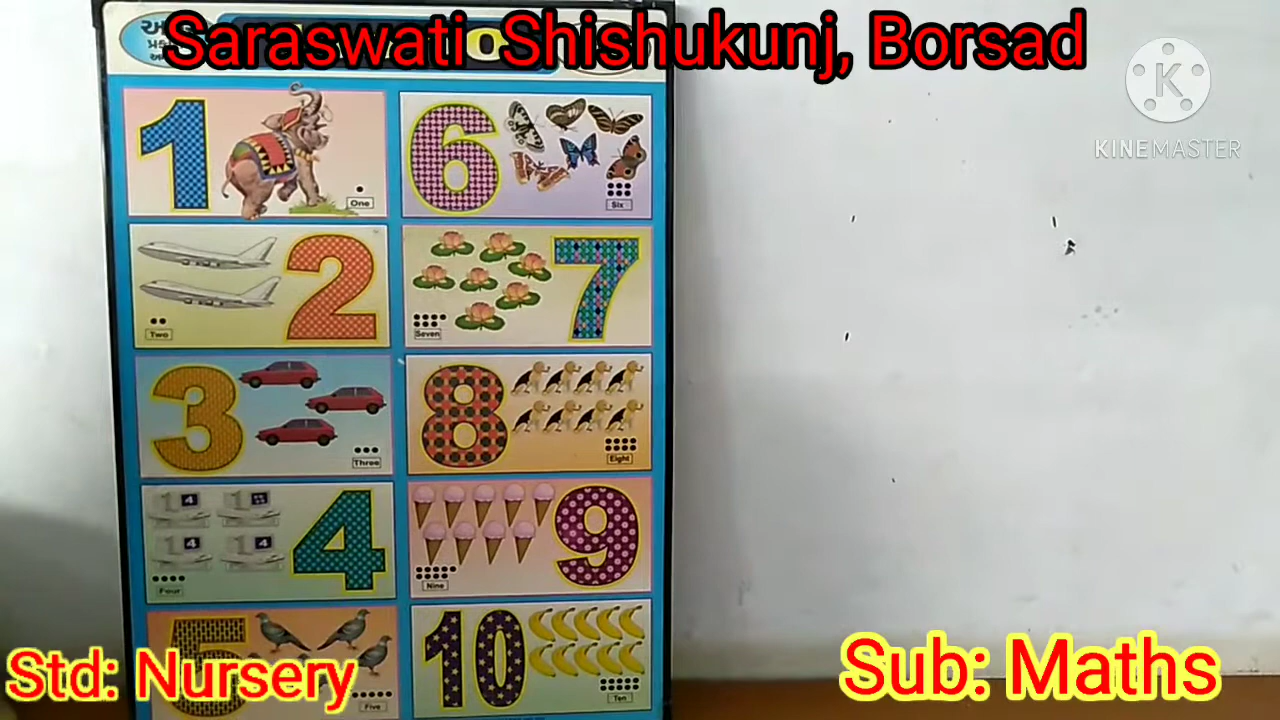 Saraswati Shishukunj, Borsad
K
KINEMASTER
1
One
6
Six
2
Two
7
Seven
3
Three
8
Eight
4
Four
9
Nine
5
Five
10
Ten
Std: Nursery
Sub: Maths